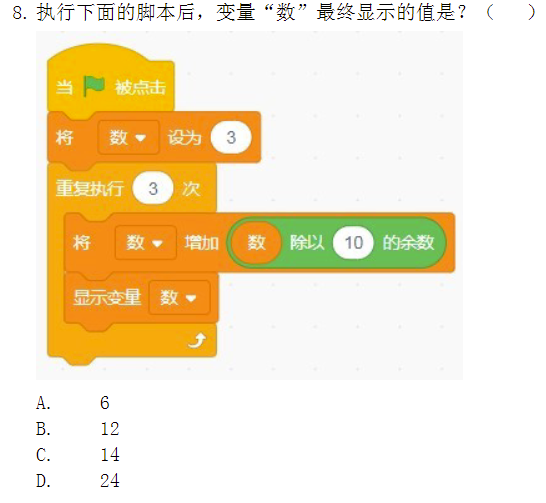 8. 执行下面的脚本后，变量“数”最终显示的值是？（ ）
当 被点击
将 数 设为 3
重复执行 3 次
将 数 增加 数 除以 10 的余数
显示变量 数
A. 6
B. 12
C. 14
D. 24